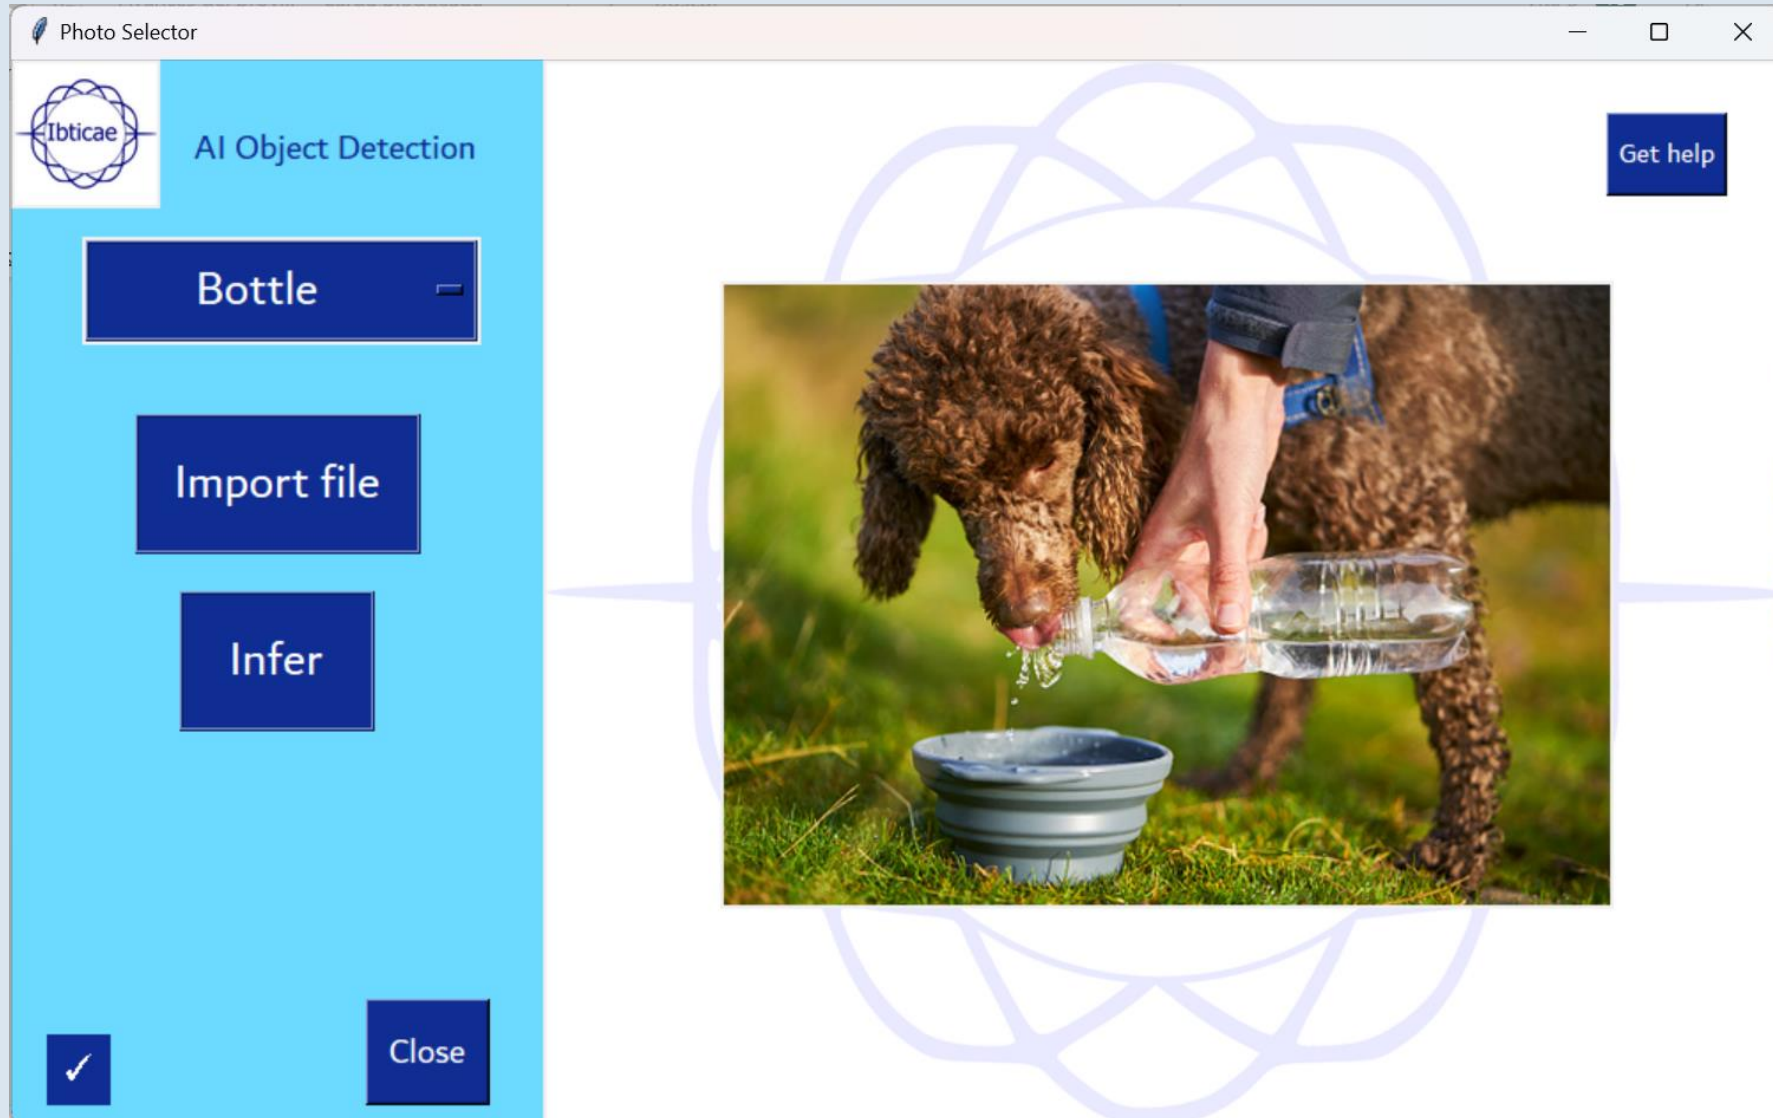 Photo Selector
Ibticae
AI Object Detection
Get help
Bottle
Import file
Infer
Close